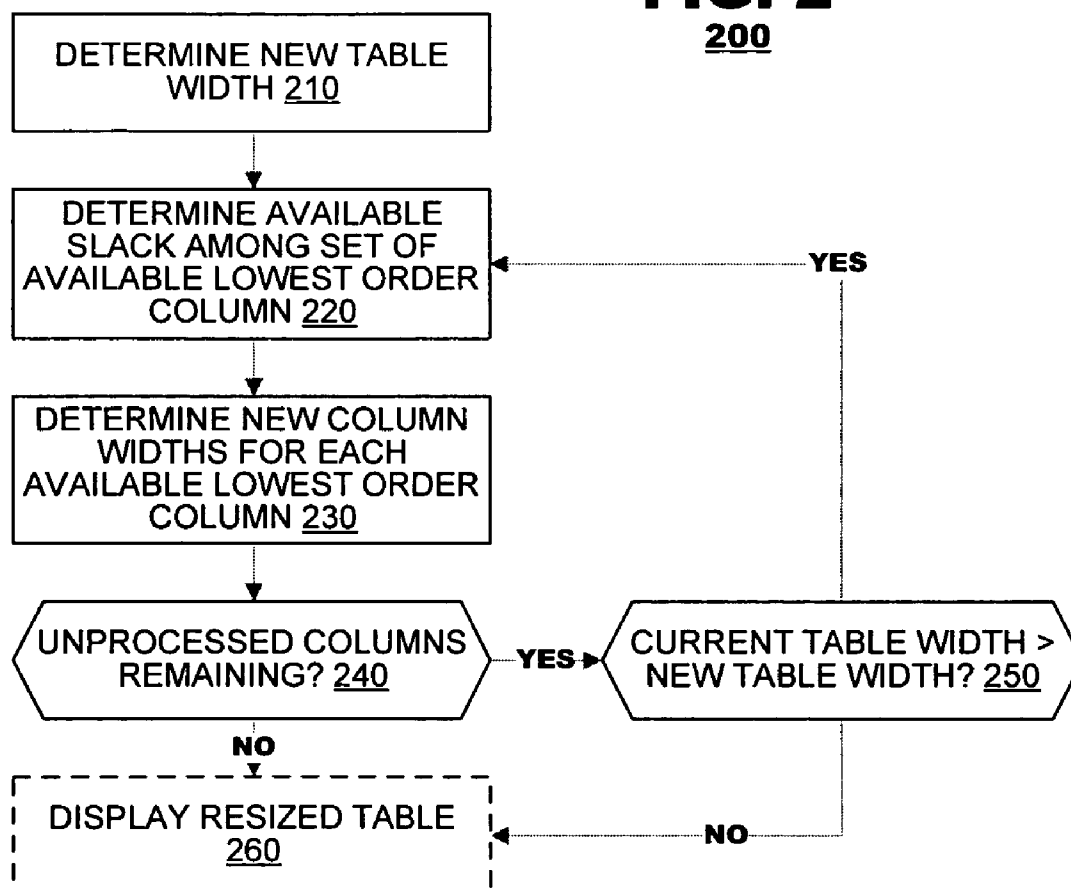 200
DETERMINE NEW TABLE
WIDTH 210
DETERMINE AVAILABLE
SLACK AMONG SET OF
AVAILABLE LOWEST ORDER
COLUMN 220
YES
DETERMINE NEW COLUMN
WIDTHS FOR EACH
AVAILABLE LOWEST ORDER
COLUMN 230
UNPROCESSED COLUMNS
REMAINING? 240
YES
CURRENT TABLE WIDTH >
NEW TABLE WIDTH? 250
NO
DISPLAY RESIZED TABLE
260
NO